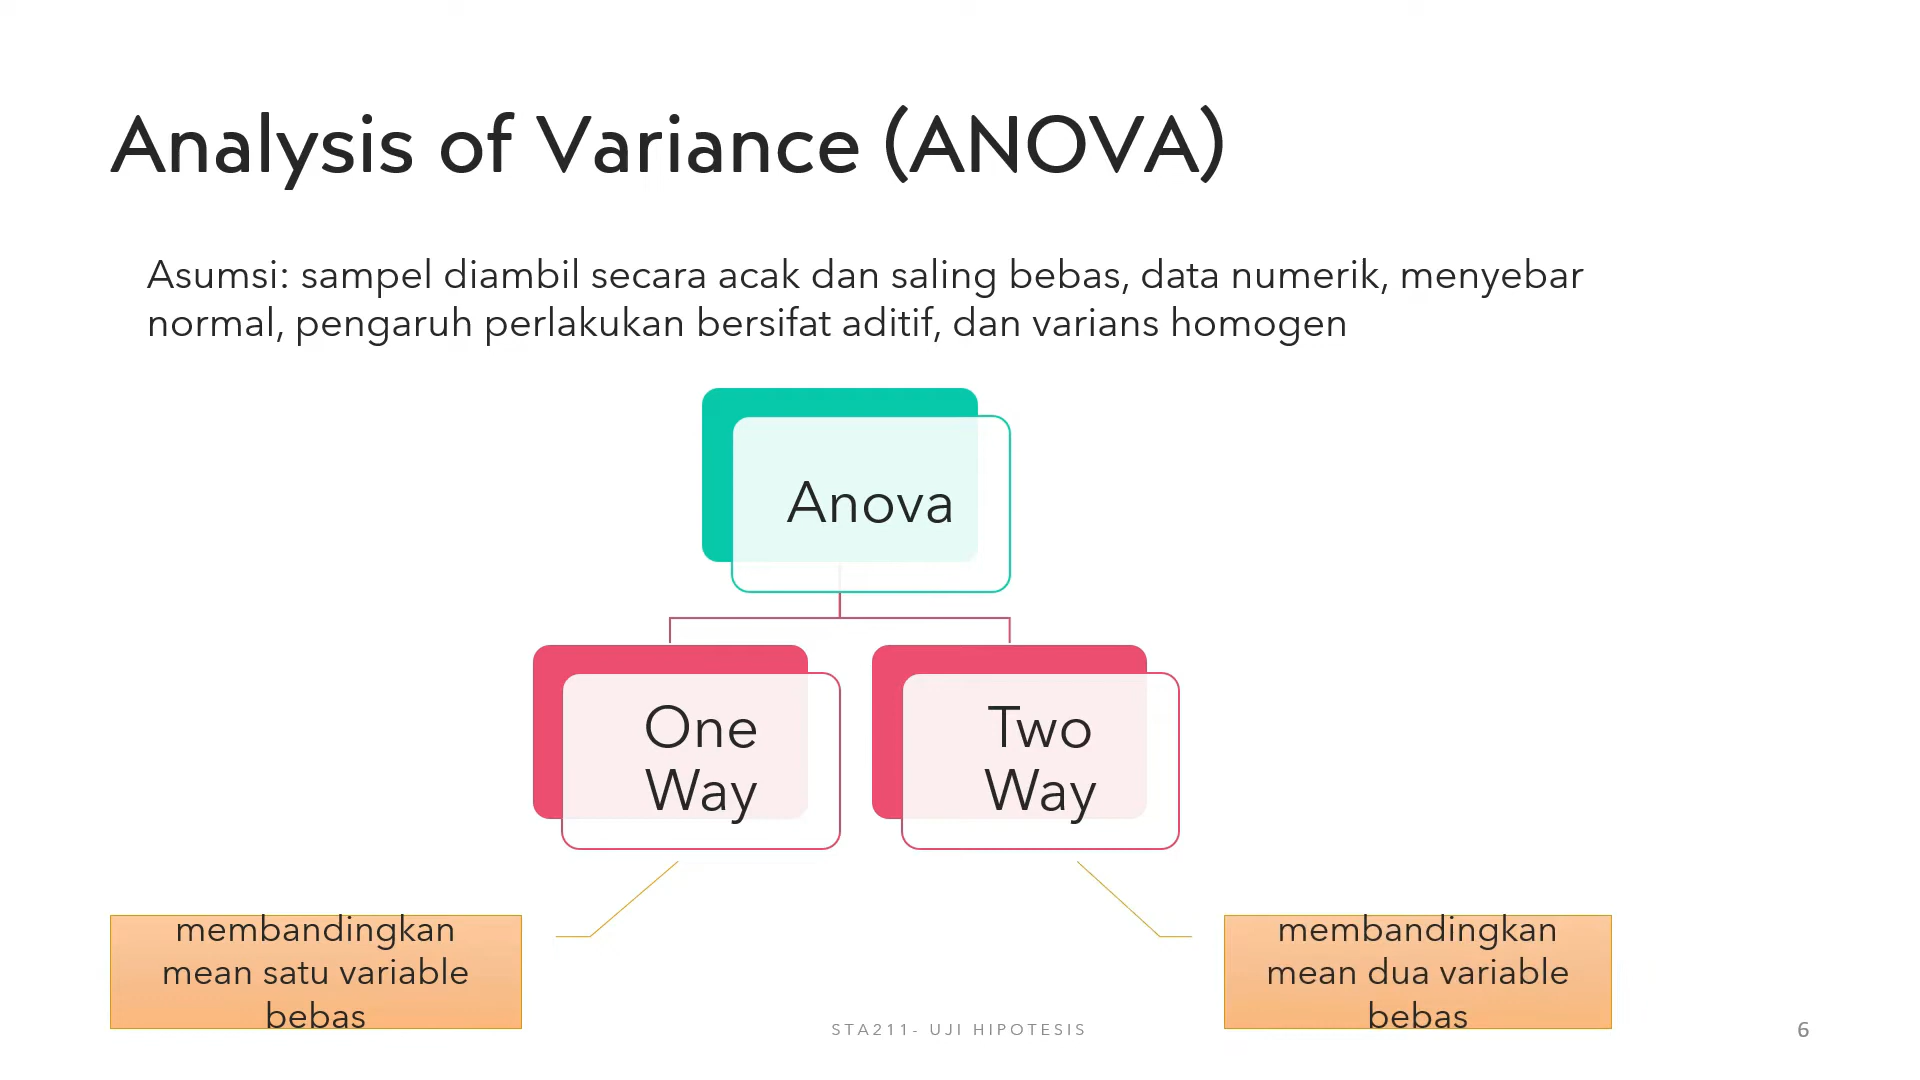 Analysis of Variance (ANOVA)
Asumsi: sampel diambil secara acak dan saling bebas, data numerik, menyebar
normal, pengaruh perlakukan bersifat aditif, dan varians homogen
Anova
One
Way
Two
Way
membandingkan
mean satu variable
bebas
membandingkan
mean dua variable
bebas
STA211- UJI HIPOTESIS
6